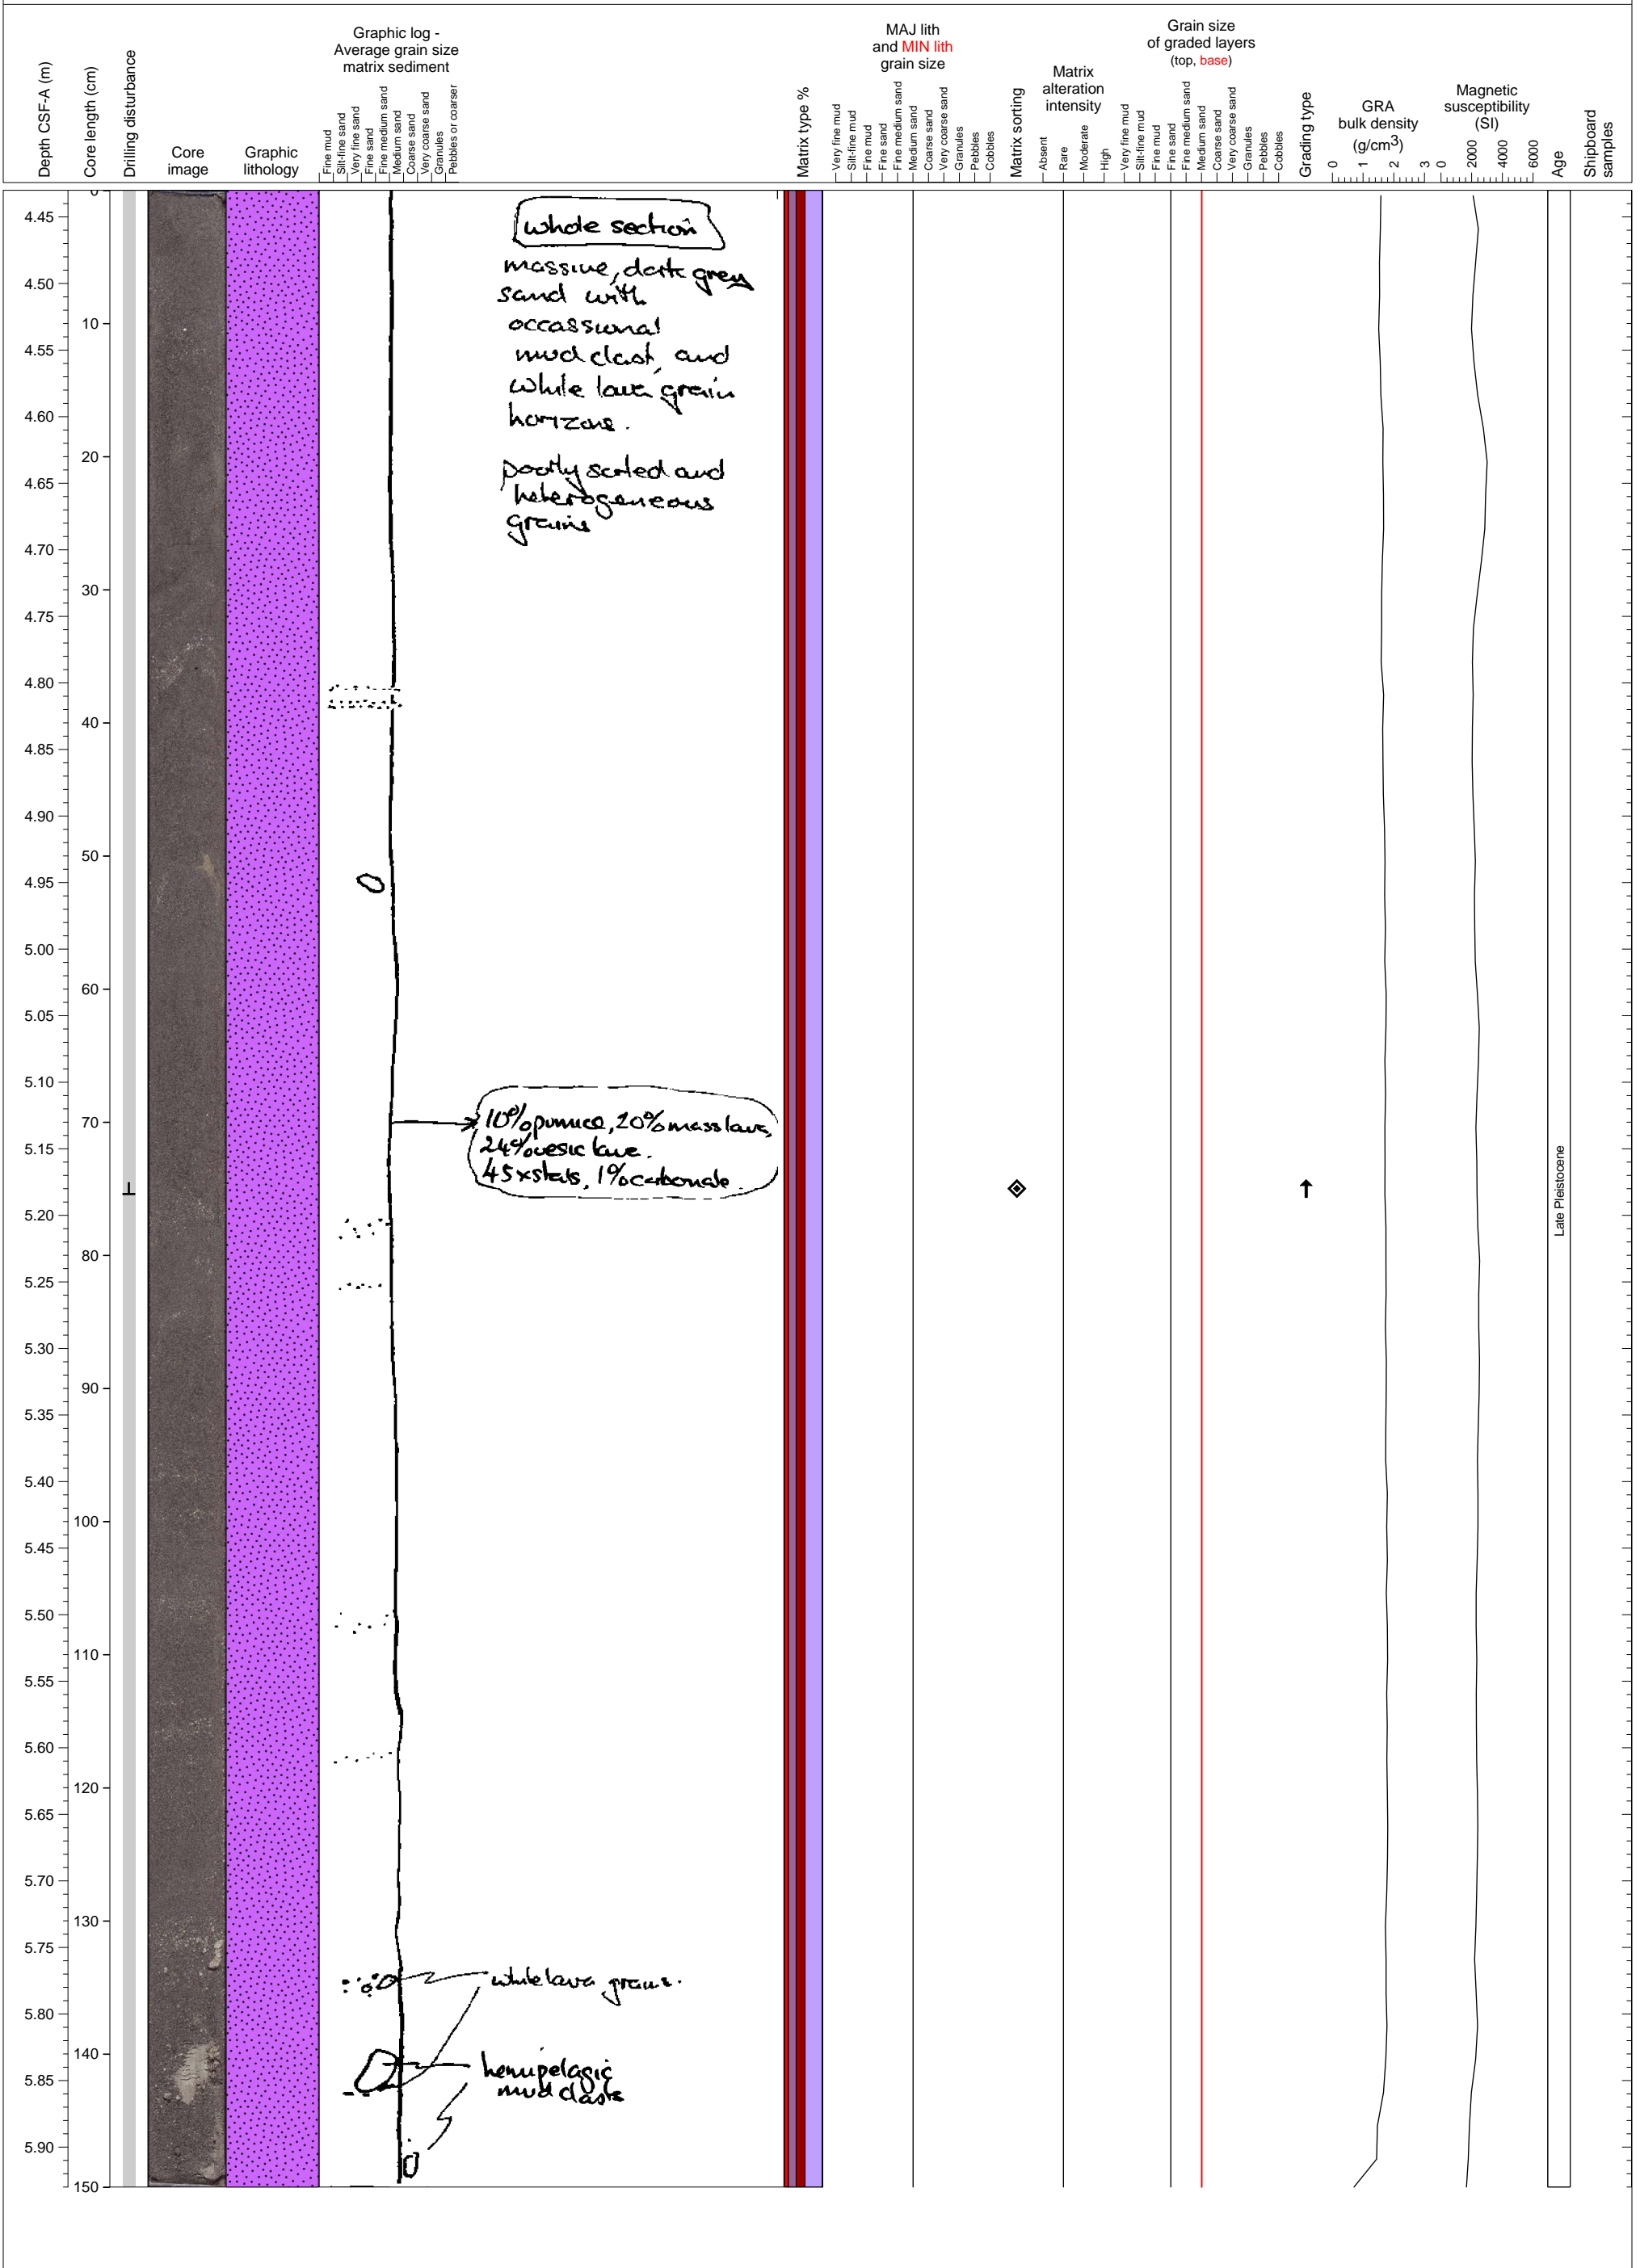 Depth CSF-A (m)
Core length (cm)
Drilling disturbance
Core
image
Graphic
lithology
Graphic log -
Average grain size
matrix sediment
Fine mud
Silt-fine sand
Very fine sand
Fine sand
Fine medium sand
Medium sand
Coarse sand
Very coarse sand
Granules
Pebbles or coarser
Matrix type %
MAJ lith
and MIN lith
grain size
Very fine mud
Silt-fine mud
Fine mud
Fine sand
Fine medium sand
Medium sand
Coarse sand
Very coarse sand
Granules
Pebbles
Cobbles
Matrix sorting
Matrix
alteration
intensity
Absent
Rare
Moderate
High
Grain size
of graded layers
(top, base)
Very fine mud
Silt-fine mud
Fine mud
Fine sand
Fine medium sand
Medium sand
Coarse sand
Very coarse sand
Granules
Pebbles
Cobbles
Grading type
GRA
bulk density
(g/cm3)
0 1 2 3
Magnetic
susceptibility
(SI)
0 2000 4000 6000
Age
Shipboard
samples
4.45
4.50
4.55
4.60
4.65
4.70
4.75
4.80
4.85
4.90
4.95
5.00
5.05
5.10
5.15
5.20
5.25
5.30
5.35
5.40
5.45
5.50
5.55
5.60
5.65
5.70
5.75
5.80
5.85
5.90
0
10
20
30
40
50
60
70
80
90
100
110
120
130
140
150
whole section
massive, dark grey
sand with
occassional
mud clast, and
white lava grain
horizons.
poorly sorted and
heterogeneous
grains
10% pumice, 20% mass lava,
24% vesic lava.
45 xstals, 1% carbonate.
white lava grains.
hemipelagic
mud clasts
Late Pleistocene